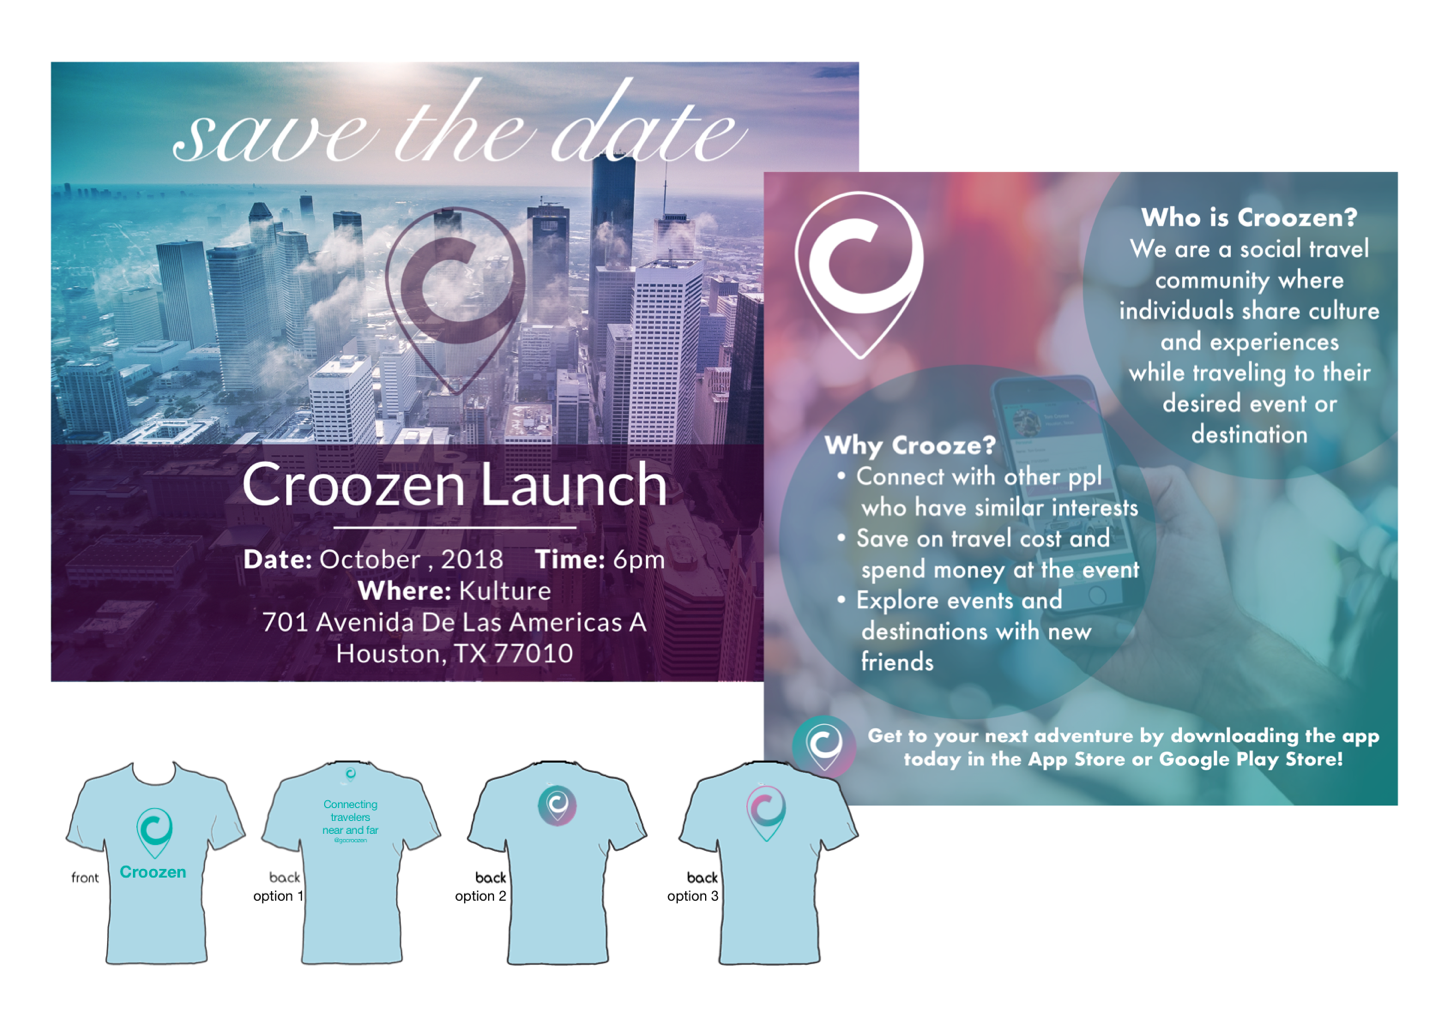 save the date
Croozen Launch
Date: October , 2018 Time: 6pm
Where: Kulture
701 Avenida De Las Americas A
Houston, TX 77010
Who is Croozen?
We are a social travel
community where
individuals share culture
and experiences
while traveling to their
desired event or
destination
Why Crooze?
• Connect with other ppl
who have similar interests
• Save on travel cost and
spend money at the event
• Explore events and
destinations with new
friends
Get to your next adventure by downloading the app
today in the App Store or Google Play Store!
Croozen
front
Connecting
travelers
near and far
@gocroozen
back
option 1
back
option 2
back
option 3